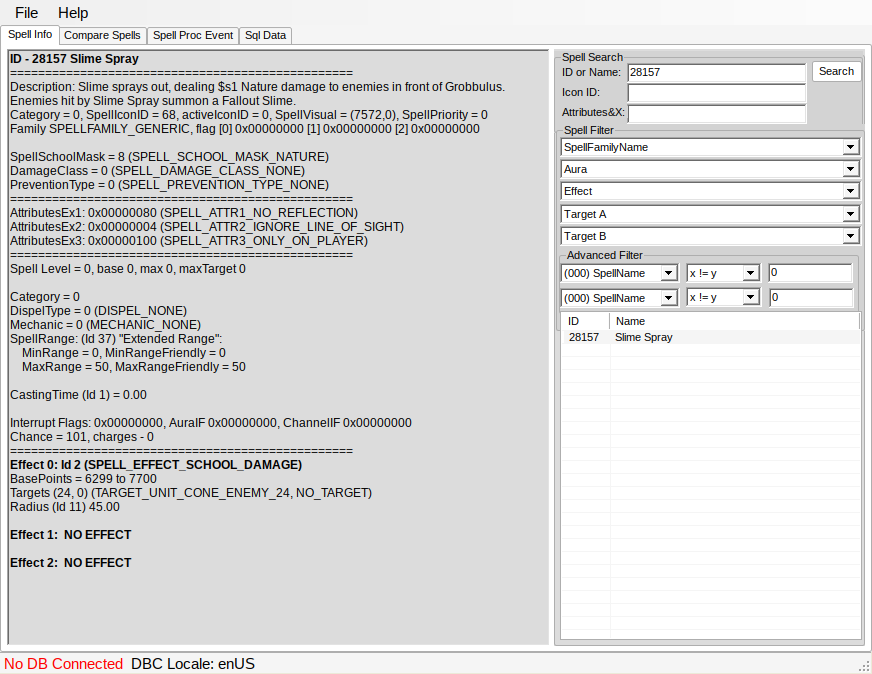 File Help
Spell Info Compare Spells Spell Proc Event Sql Data
ID - 28157 Slime Spray
=================================================
Description: Slime sprays out, dealing $s1 Nature damage to enemies in front of Grobbulus.
Enemies hit by Slime Spray summon a Fallout Slime.
Category = 0, SpellIconID = 68, activeIconID = 0, SpellVisual = (7572,0), SpellPriority = 0
Family SPELLFAMILY_GENERIC, flag [0] 0x00000000 [1] 0x00000000 [2] 0x00000000
SpellSchoolMask = 8 (SPELL_SCHOOL_MASK_NATURE)
DamageClass = 0 (SPELL_DAMAGE_CLASS_NONE)
PreventionType = 0 (SPELL_PREVENTION_TYPE_NONE)
=================================================
AttributesEx1: 0x00000080 (SPELL_ATTR1_NO_REFLECTION)
AttributesEx2: 0x00000004 (SPELL_ATTR2_IGNORE_LINE_OF_SIGHT)
AttributesEx3: 0x00000100 (SPELL_ATTR3_ONLY_ON_PLAYER)
=================================================
Spell Level = 0, base 0, max 0, maxTarget 0
Category = 0
DispelType = 0 (DISPEL_NONE)
Mechanic = 0 (MECHANIC_NONE)
SpellRange: (Id 37) "Extended Range":
MinRange = 0, MinRangeFriendly = 0
MaxRange = 50, MaxRangeFriendly = 50
CastingTime (Id 1) = 0.00
Interrupt Flags: 0x00000000, AuraIF 0x00000000, ChannelIF 0x00000000
Chance = 101, charges - 0
=================================================
Effect 0: Id 2 (SPELL_EFFECT_SCHOOL_DAMAGE)
BasePoints = 6299 to 7700
Targets (24, 0) (TARGET_UNIT_CONE_ENEMY_24, NO_TARGET)
Radius (Id 11) 45.00
Effect 1: NO EFFECT
Effect 2: NO EFFECT
Spell Search
ID or Name: 28157 Search
Icon ID:
Attributes&X:
Spell Filter
SpellFamilyName
Aura
Effect
Target A
Target B
Advanced Filter
(000) SpellName x != y 0
(000) SpellName x != y 0
ID Name
28157 Slime Spray
No DB Connected DBC Locale: enUS